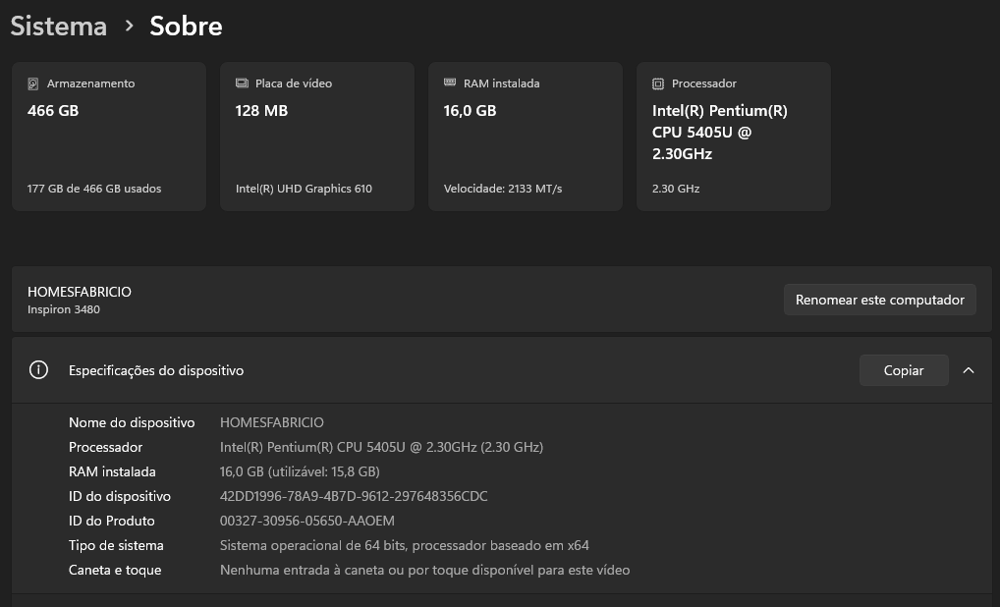 Sistema > Sobre
Armazenamento
466 GB
177 GB de 466 GB usados
Placa de vídeo
128 MB
Intel(R) UHD Graphics 610
RAM instalada
16,0 GB
Velocidade: 2133 MT/s
Processador
Intel(R) Pentium(R)
CPU 5405U @
2.30GHz
2.30 GHz
HOMESFABRICIO
Inspiron 3480
Renomear este computador
Especificações do dispositivo
Copiar
Nome do dispositivo HOMESFABRICIO
Processador Intel(R) Pentium(R) CPU 5405U @ 2.30GHz (2.30 GHz)
RAM instalada 16,0 GB (utilizável: 15,8 GB)
ID do dispositivo 42DD1996-78A9-4B7D-9612-297648356CDC
ID do Produto 00327-30956-05650-AAOEM
Tipo de sistema Sistema operacional de 64 bits, processador baseado em x64
Caneta e toque Nenhuma entrada à caneta ou por toque disponível para este vídeo